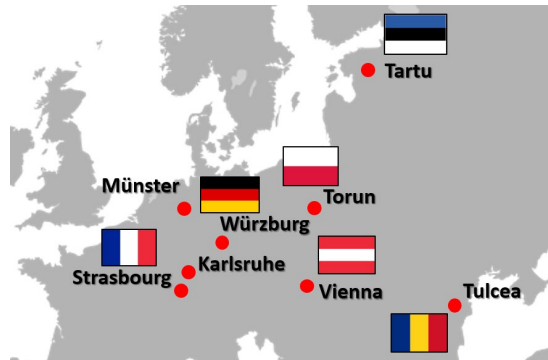 Tartu
Münster
Torun
Würzburg
Karlsruhe
Strasbourg
Vienna
Tulcea